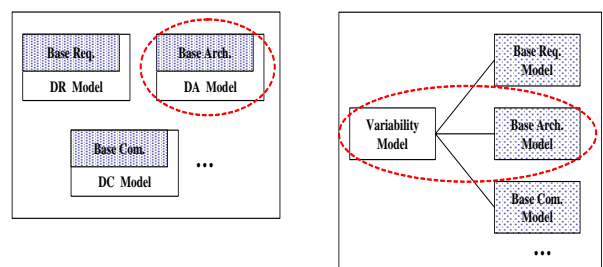 Base Req.
DR Model
Base Arch.
DA Model
Base Com.
DC Model
...
Variability
Model
Base Req.
Model
Base Arch.
Model
Base Com.
Model
...